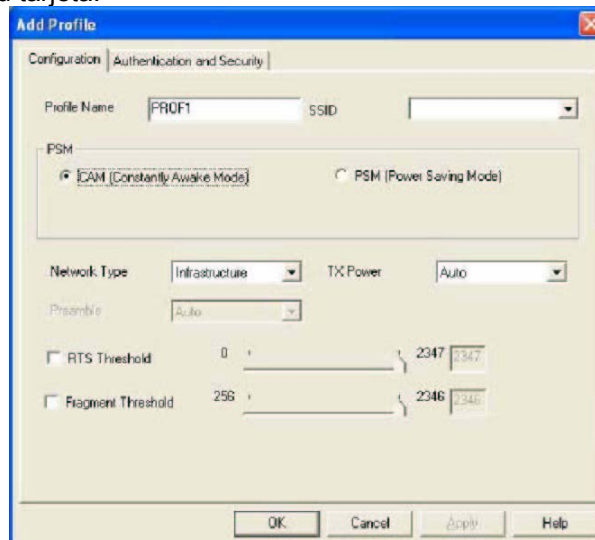 a tarjeta.
Add Profile
Configuration Authentication and Security
Profile Name PROF1 SSID
PSM
CAM (Constantly Awake Mode) PSM (Power Saving Mode)
Network Type Infrastructure TX Power Auto
Preamble Auto
RTS Threshold 0 2347 2347
Fragment Threshold 256 2346 2346
OK Cancel Apply Help